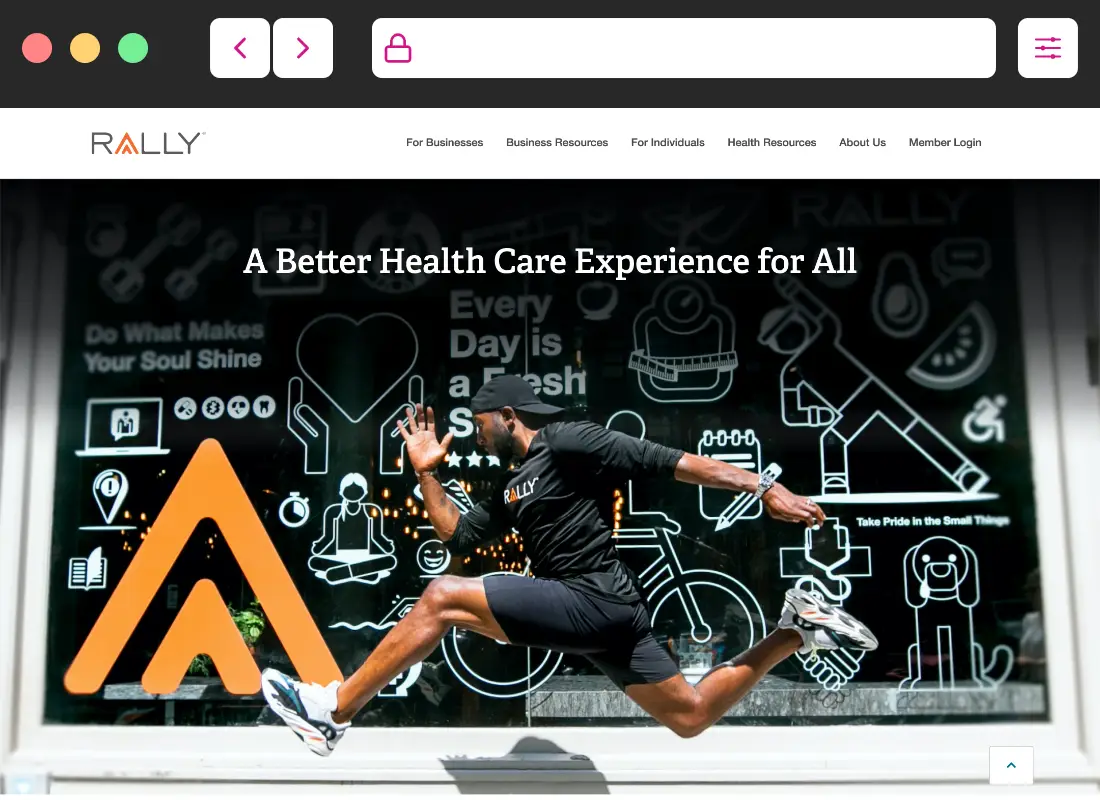 RALLY
For Businesses Business Resources For Individuals Health Resources About Us Member Login
RALLY
A Better Health Care Experience for All
Every
Day is
a Fresh
Do What Makes
Your Soul Shine
RALLY
Take Pride in the Small Things